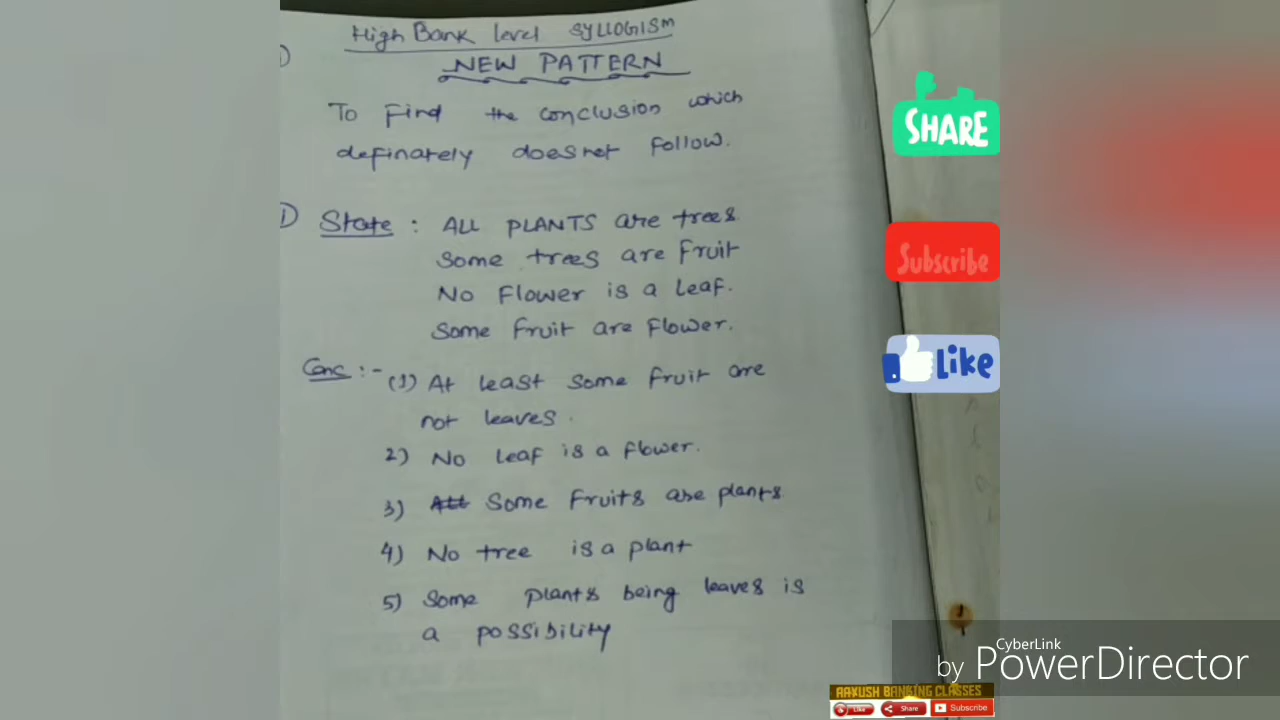 High Bank level SYLLOGISM
1)
NEW PATTERN
To Find the conclusion which
definately doesnot follow.
1) State : ALL PLANTS are trees
Some trees are fruit
No Flower is a Leaf.
Some fruit are flower.
Conc :- (1) At least some fruit are
not leaves.
2) No leaf is a flower.
3) All Some fruits are plants
4) No tree is a plant
5) Some plants being leaves is
a possibility
SHARE
Subscribe
Like
CyberLink
by PowerDirector
AAKUSH BANKING CLASSES
Like Share Subscribe